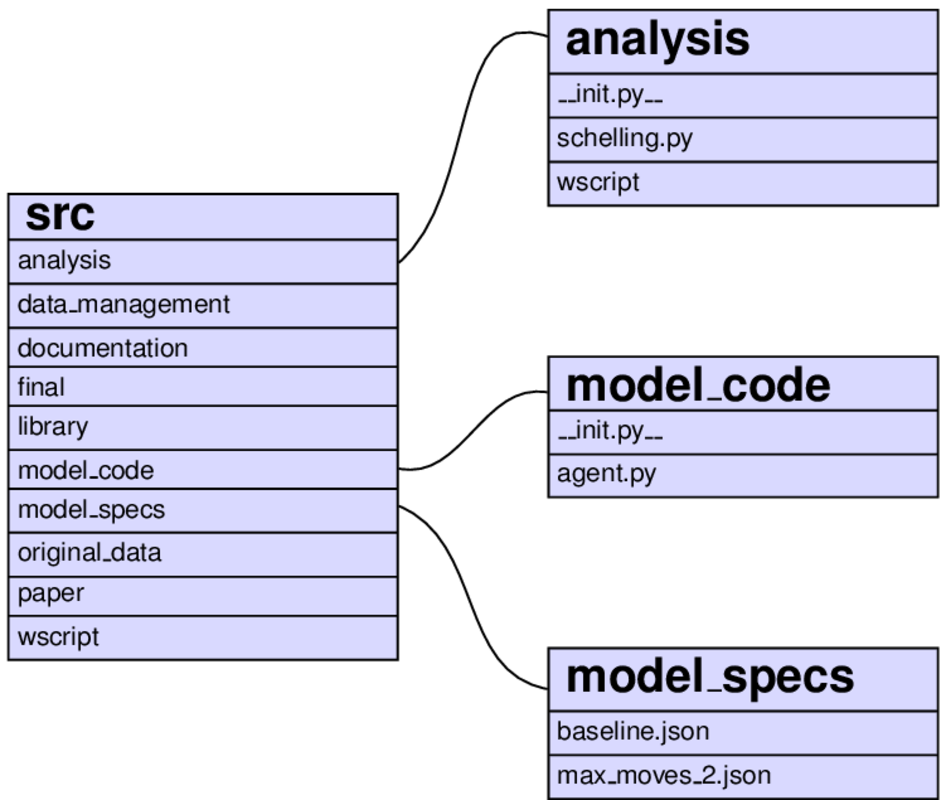 analysis
__init.py__
schelling.py
wscript
src
analysis
data_management
documentation
final
library
model_code
model_specs
original_data
paper
wscript
model_code
__init.py__
agent.py
model_specs
baseline.json
max_moves_2.json